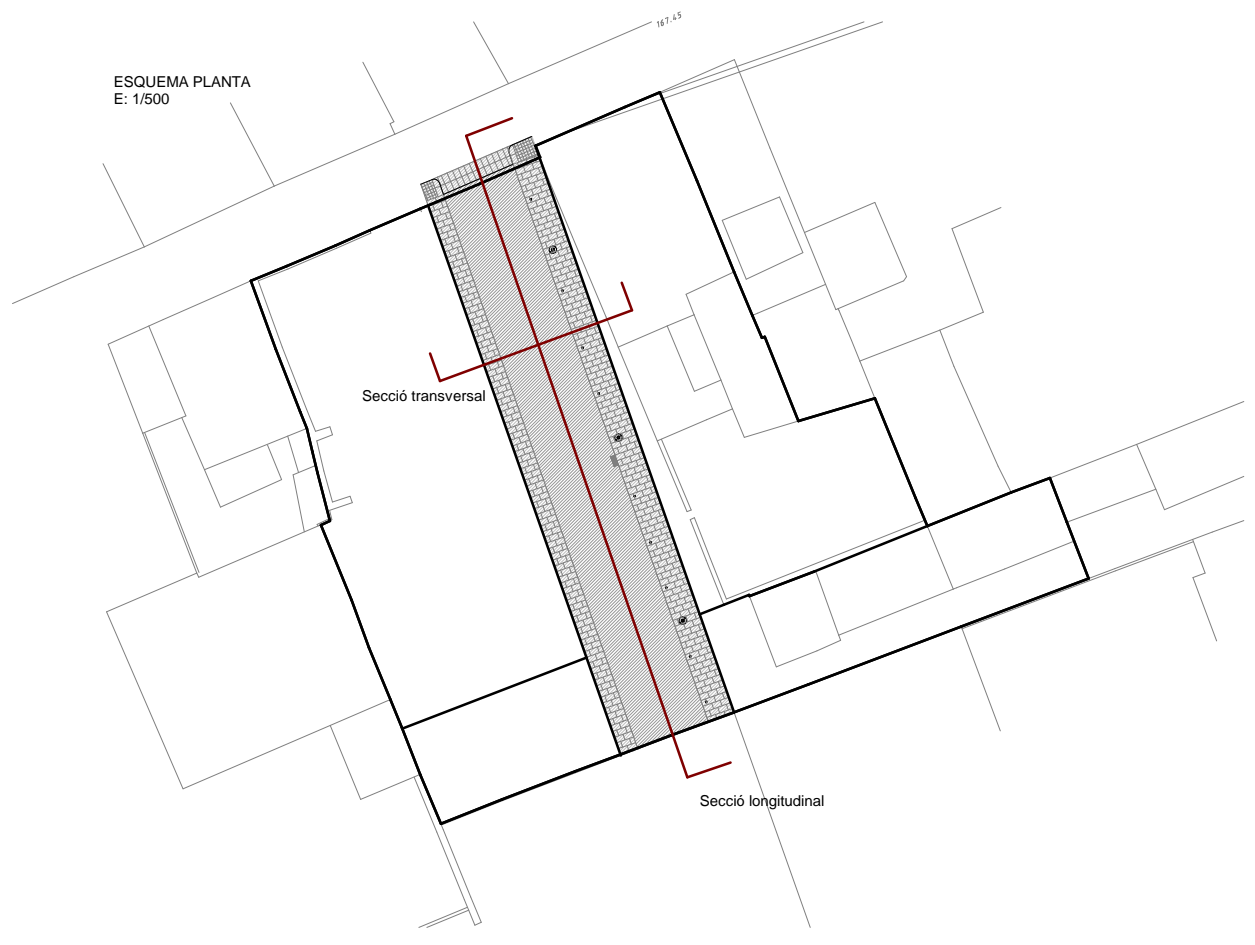 167.45
ESQUEMA PLANTA
E: 1/500
Secció transversal
Secció longitudinal